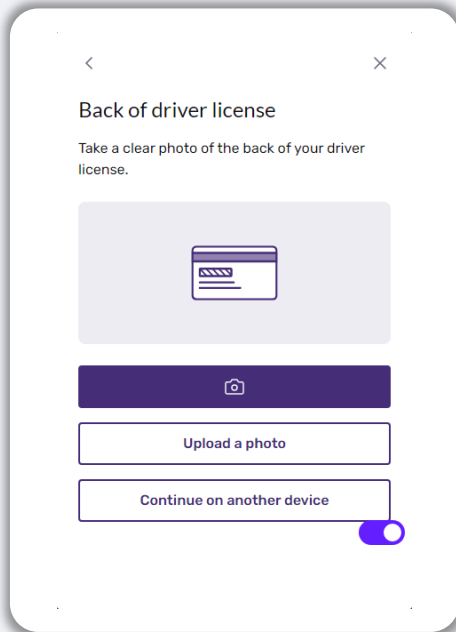 Back of driver license
Take a clear photo of the back of your driver
license.
Upload a photo
Continue on another device